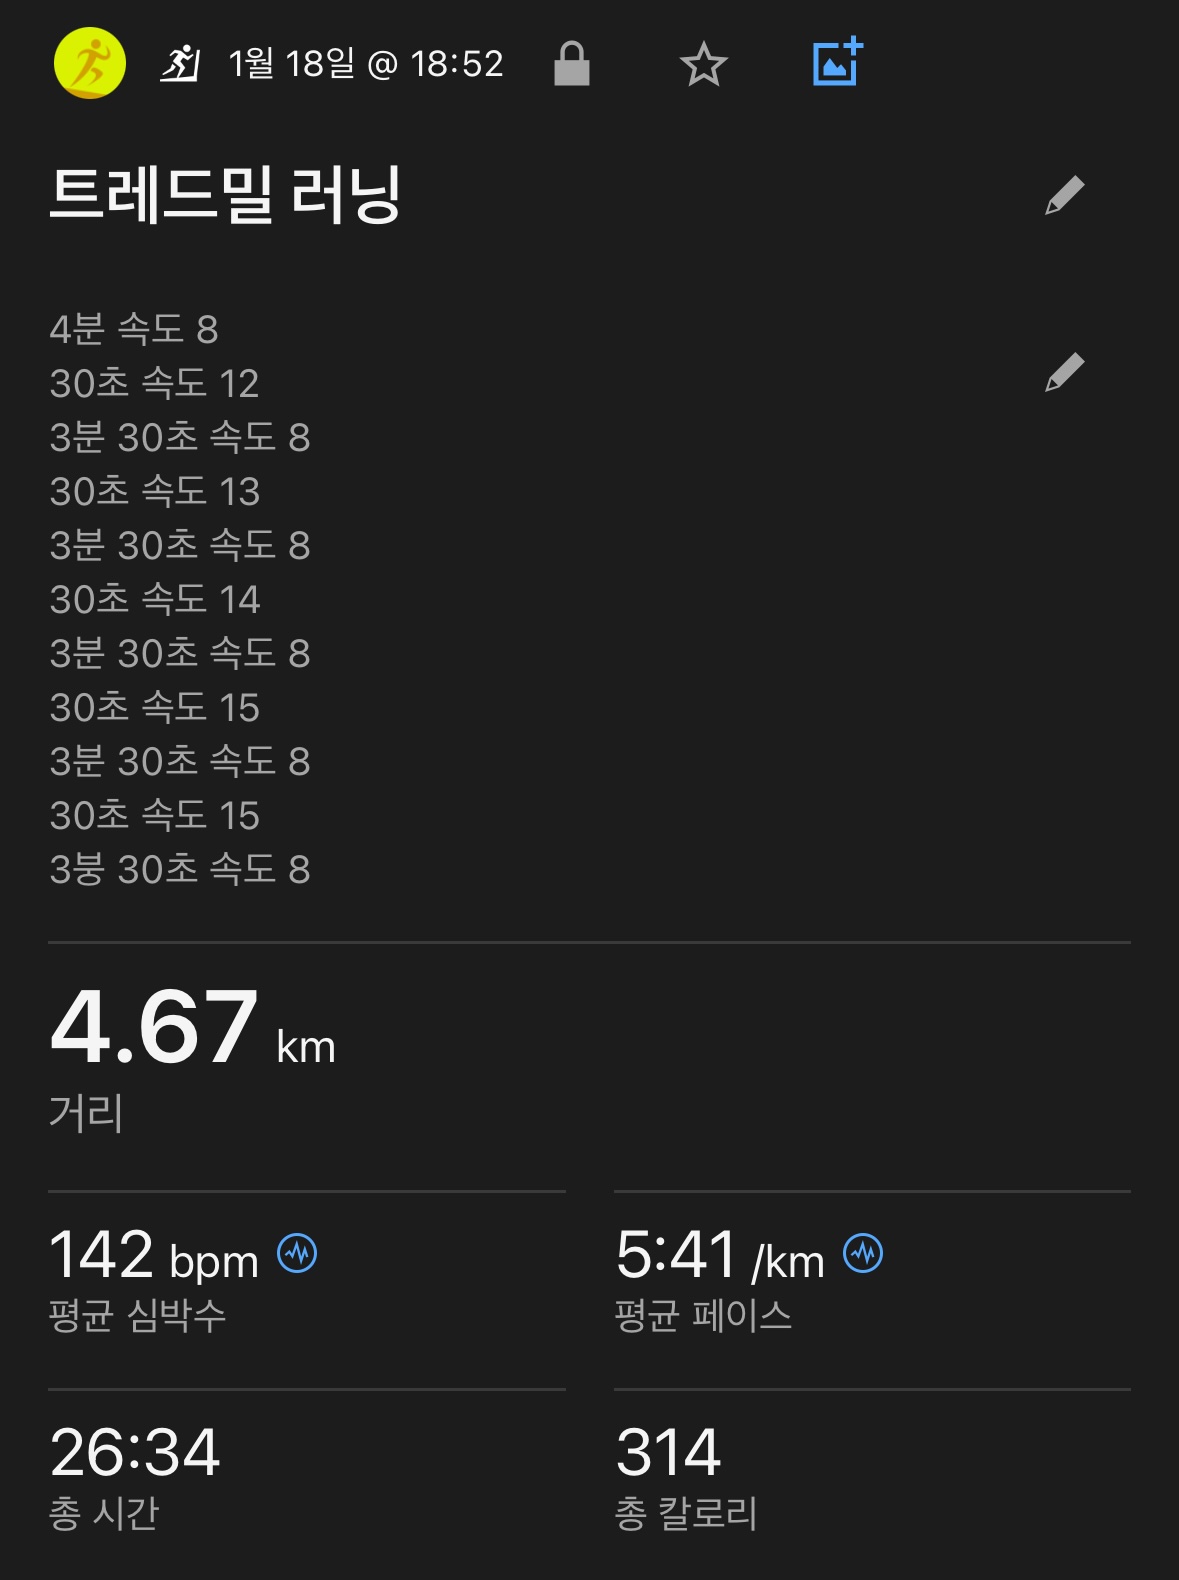 1월 18일 @ 18:52
트레드밀 러닝
4분 속도 8
30초 속도 12
3분 30초 속도 8
30초 속도 13
3분 30초 속도 8
30초 속도 14
3분 30초 속도 8
30초 속도 15
3분 30초 속도 8
30초 속도 15
3붕 30초 속도 8
4.67 km
거리
142 bpm
평균 심박수
5:41 /km
평균 페이스
26:34
총 시간
314
총 칼로리